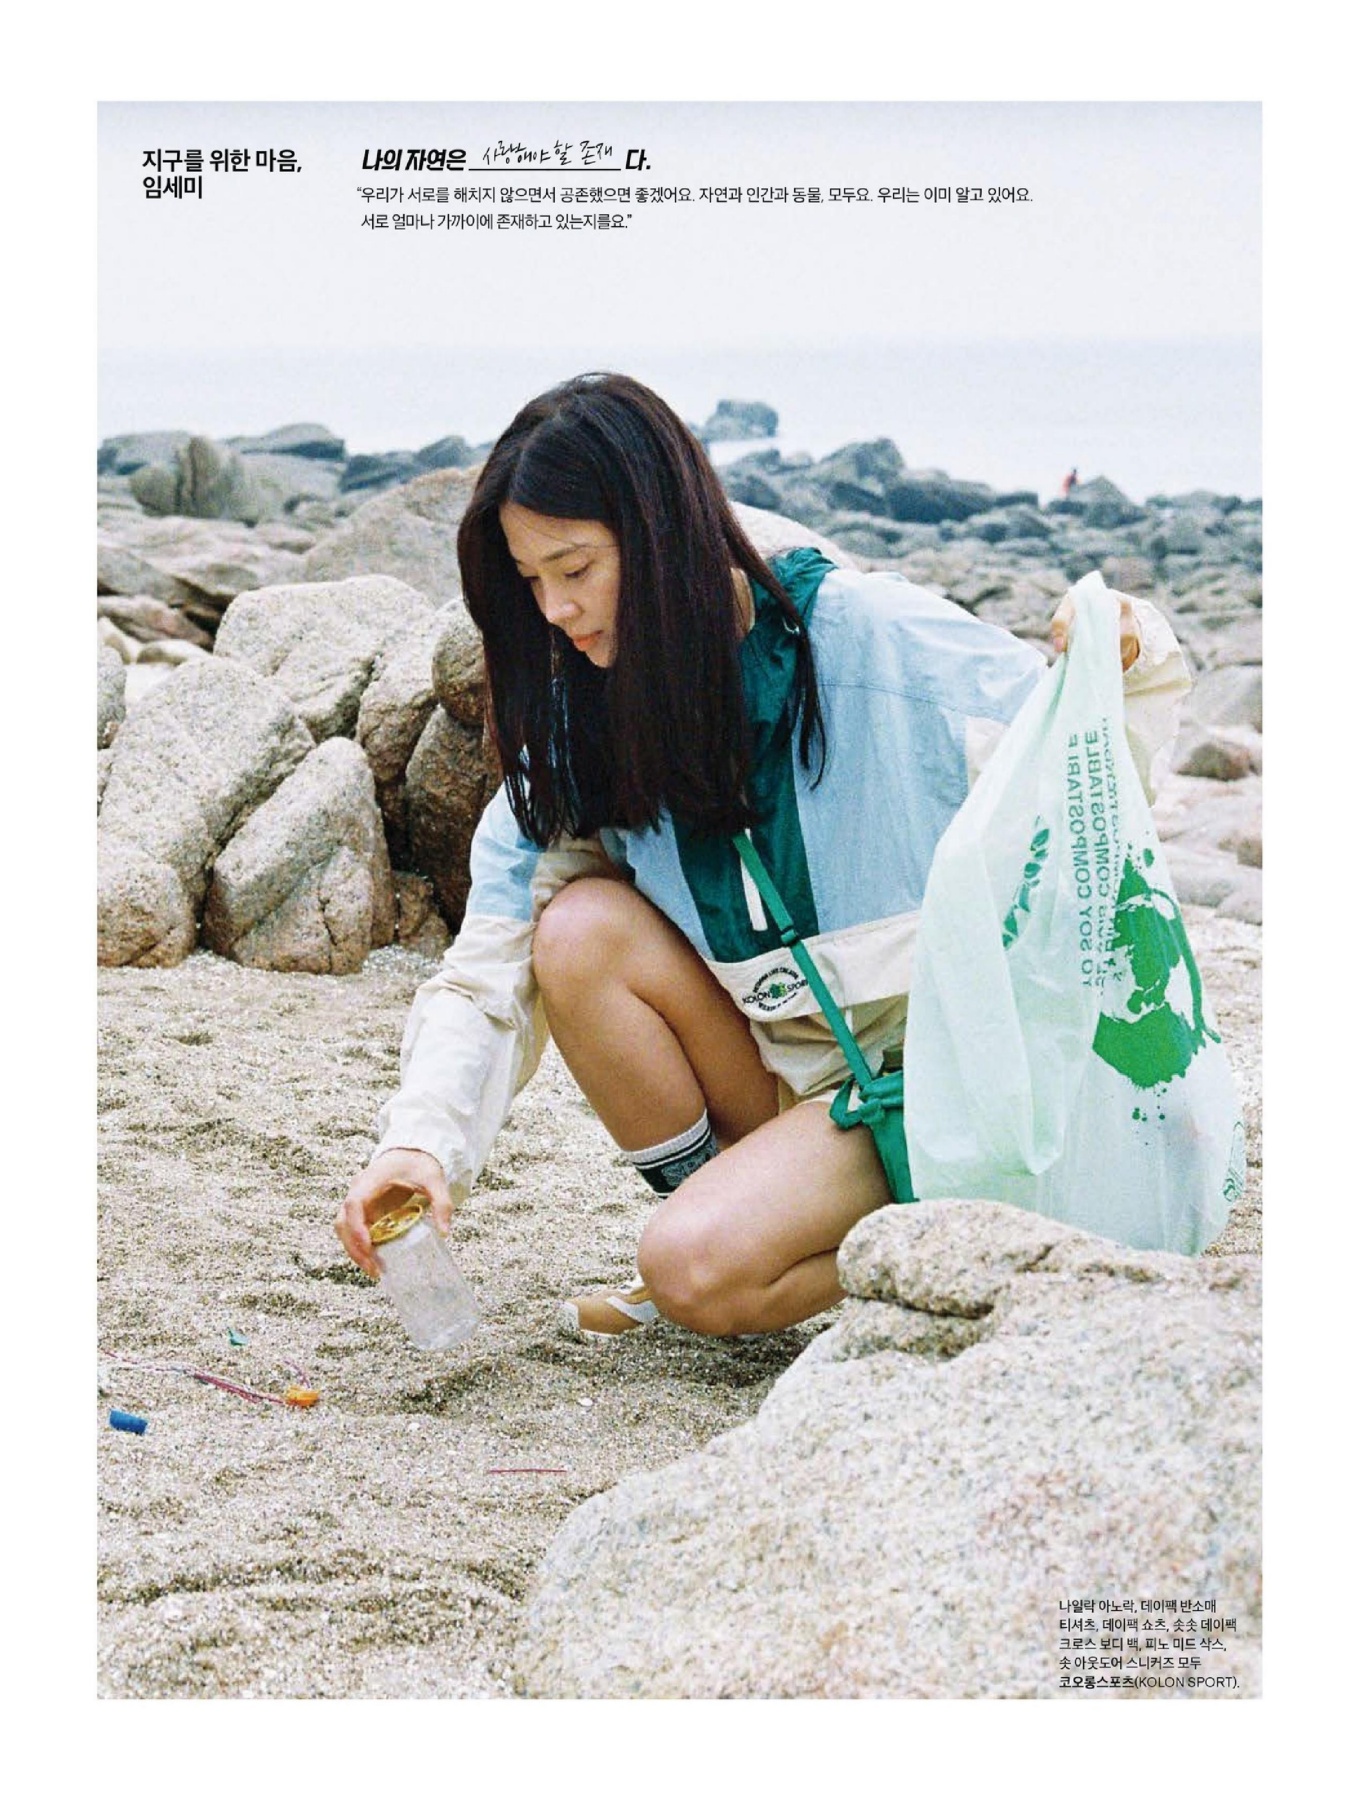 지구를 위한 마음,
임세미
나의 자연은 사랑해야 할 존재 다.
“우리가 서로를 해치지 않으면서 공존했으면 좋겠어요. 자연과 인간과 동물, 모두요. 우리는 이미 알고 있어요.
서로 얼마나 가까이에 존재하고 있는지를요.”
YO SOY COMPOSTABLE
COMPOSTABLE
KOLON SPORT
나일락 아노락, 데이팩 반소매
티셔츠, 데이팩 쇼츠, 솟솟 데이팩
크로스 보디 백, 피노 미드 삭스,
솟 아웃도어 스니커즈 모두
코오롱스포츠(KOLON SPORT).